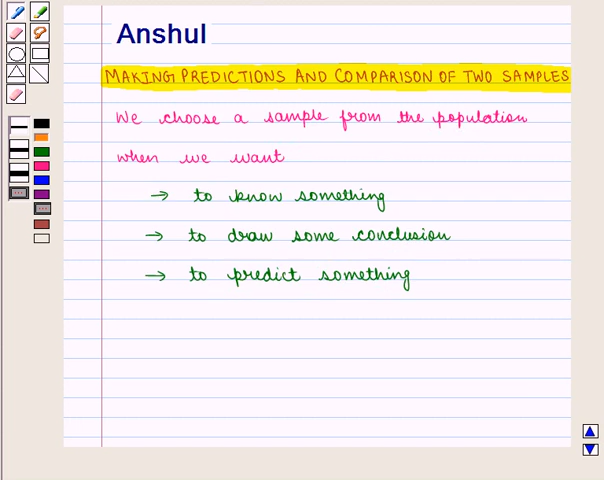 Anshul
MAKING PREDICTIONS AND COMPARISON OF TWO SAMPLES
We choose a sample from the population
when we want
→ to know something
→ to draw some conclusion
→ to predict something